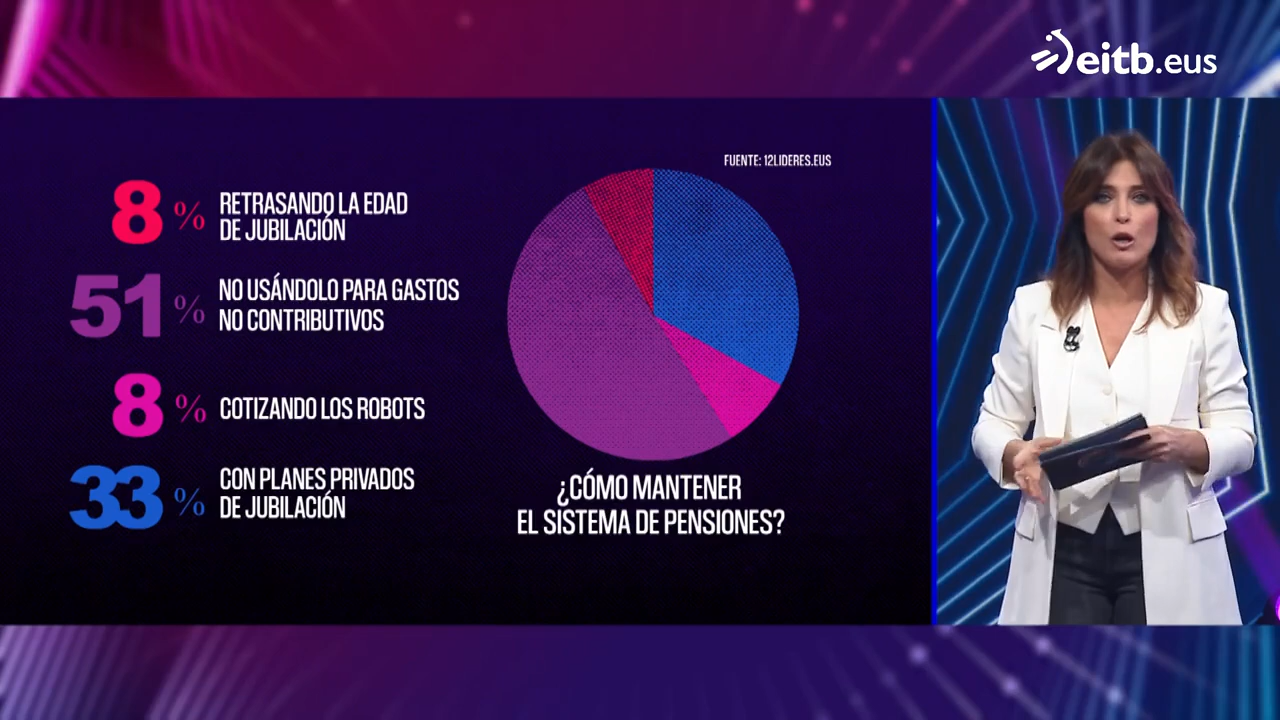 eitb.eus
FUENTE: 12LIDERES.EUS
8 % RETRASANDO LA EDAD
DE JUBILACIÓN
51 % NO USÁNDOLO PARA GASTOS
NO CONTRIBUTIVOS
8 % COTIZANDO LOS ROBOTS
33 % CON PLANES PRIVADOS
DE JUBILACIÓN
¿CÓMO MANTENER
EL SISTEMA DE PENSIONES?